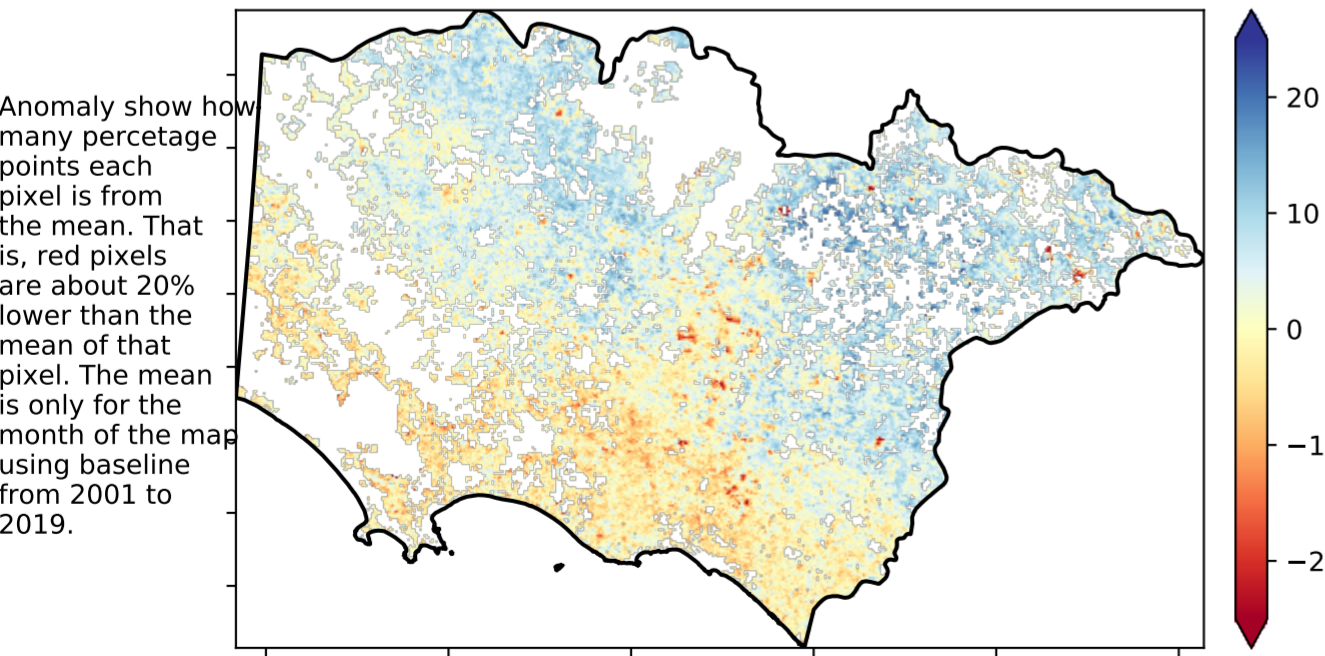 Anomaly show how
many percetage
points each
pixel is from
the mean. That
is, red pixels
are about 20%
lower than the
mean of that
pixel. The mean
is only for the
month of the map
using baseline
from 2001 to
2019.
20
10
0
−1
−2